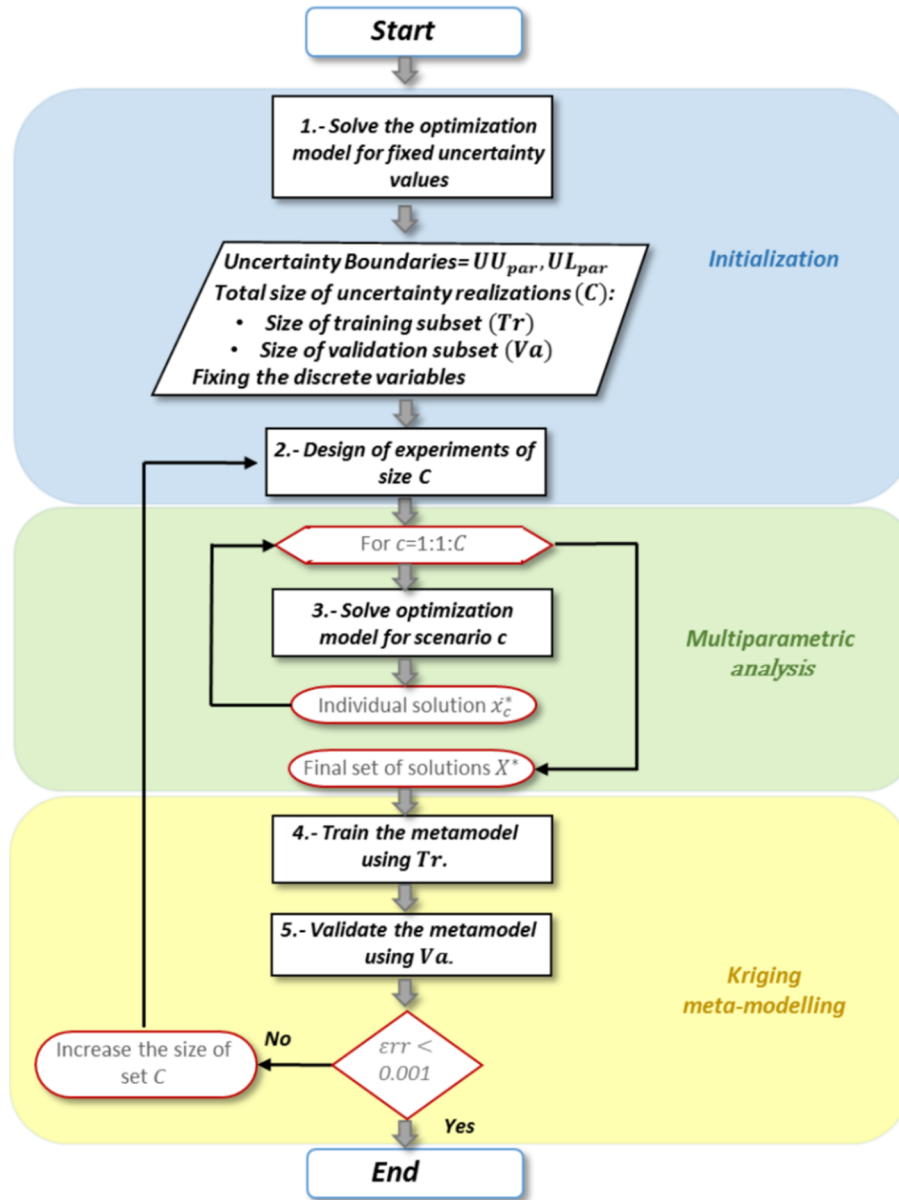 Start
1.- Solve the optimization
model for fixed uncertainty
values
Initialization
Uncertainty Boundaries= UU_par, UL_par
Total size of uncertainty realizations (C):
• Size of training subset (Tr)
• Size of validation subset (Va)
Fixing the discrete variables
2.- Design of experiments of
size C
For c=1:1:C
3.- Solve optimization
model for scenario c
Multiparametric
analysis
Individual solution ẋ_c^*
Final set of solutions X^*
4.- Train the metamodel
using Tr.
5.- Validate the metamodel
using Va.
Kriging
meta-modelling
No
Increase the size of
set C
εrr <
0.001
Yes
End